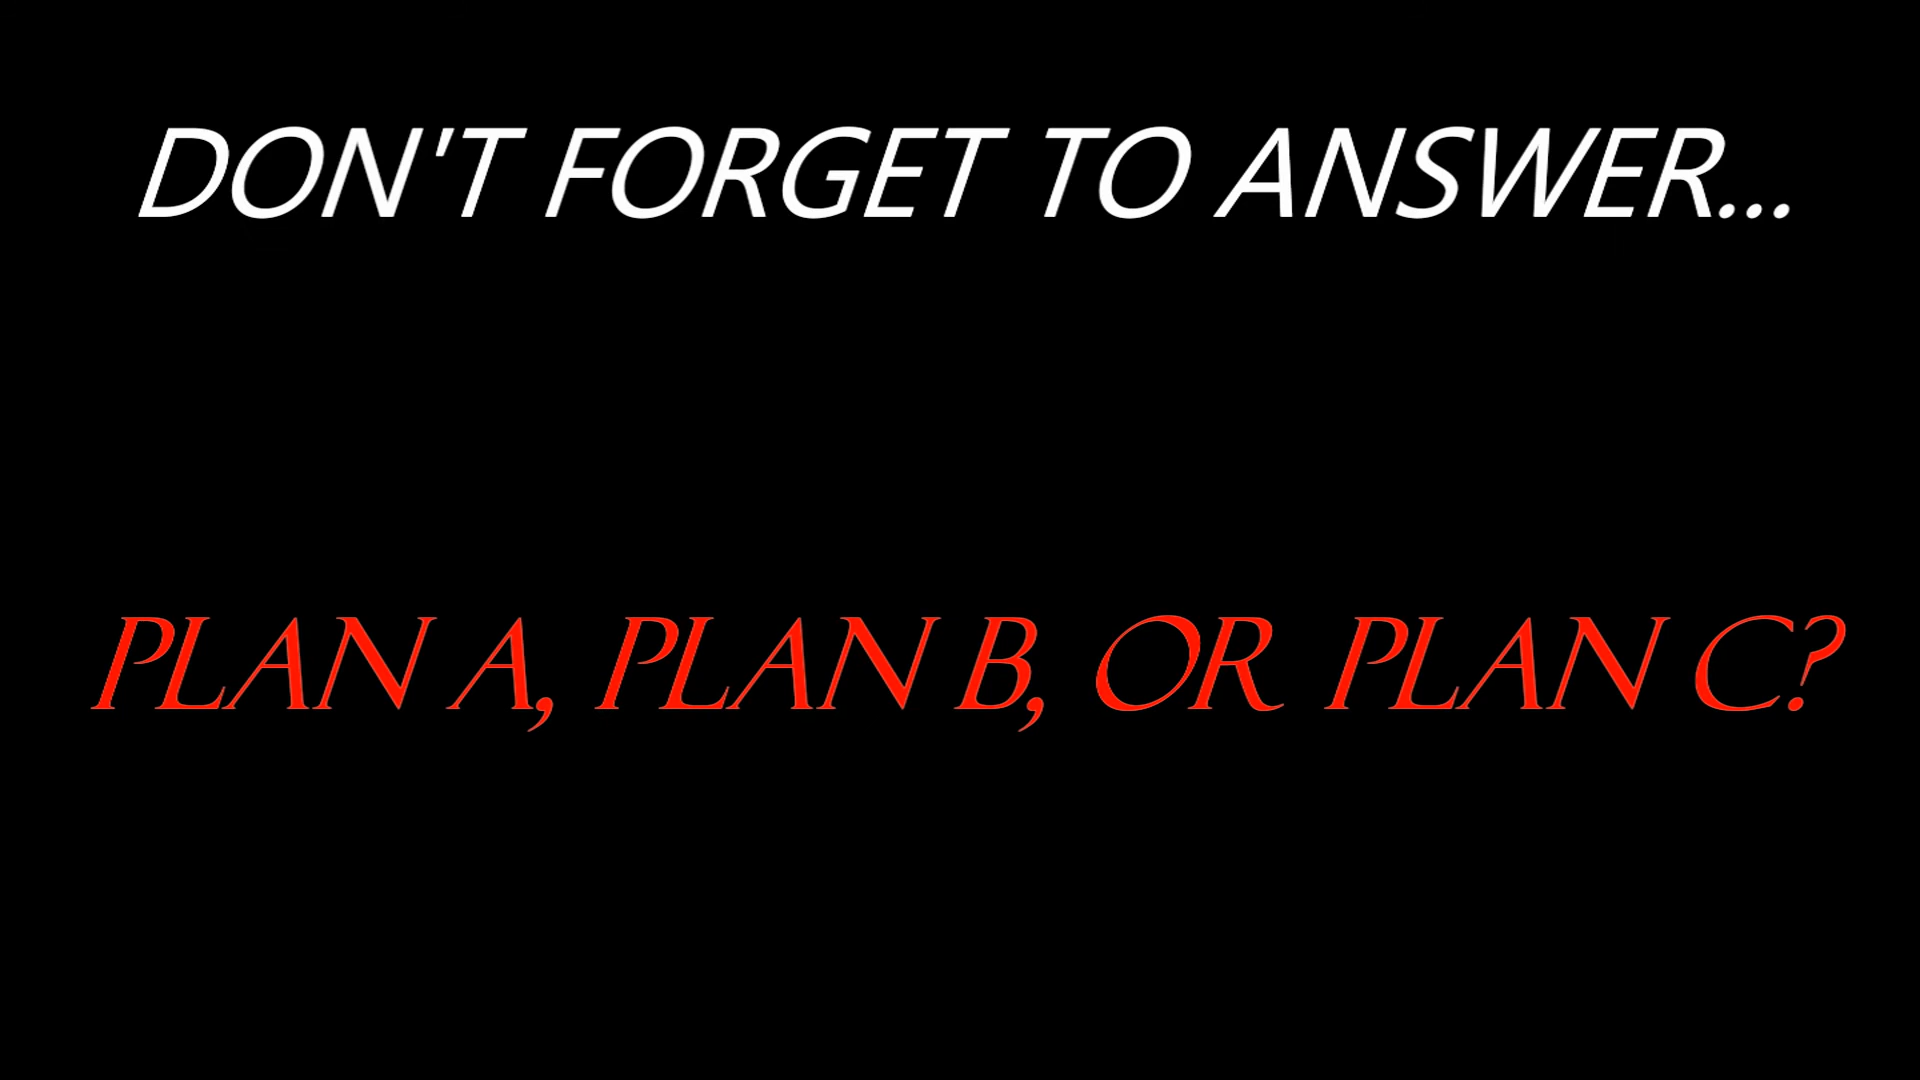 DON'T FORGET TO ANSWER...
PLAN A, PLAN B, OR PLAN C?